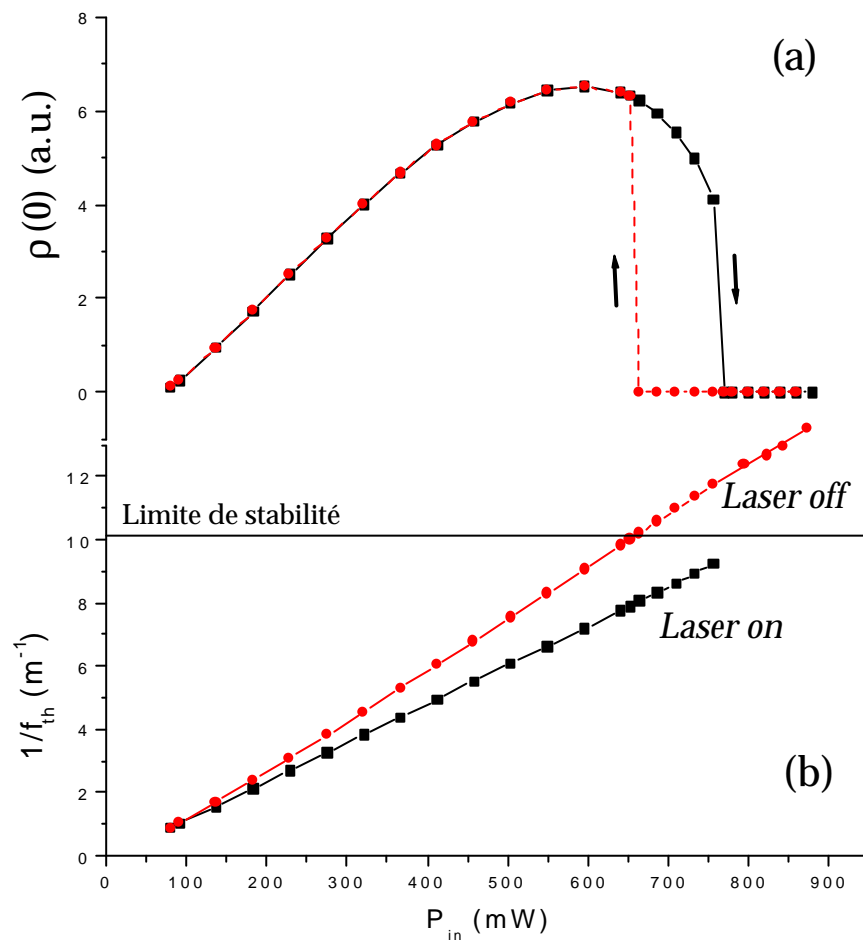 8
(a)
6
4
2
0
ρ(0) (a.u.)
12
Laser off
Limite de stabilité
10
8
Laser on
6
4
2
0
1/f_th (m⁻¹)
(b)
0 100 200 300 400 500 600 700 800 900
P_in (mW)